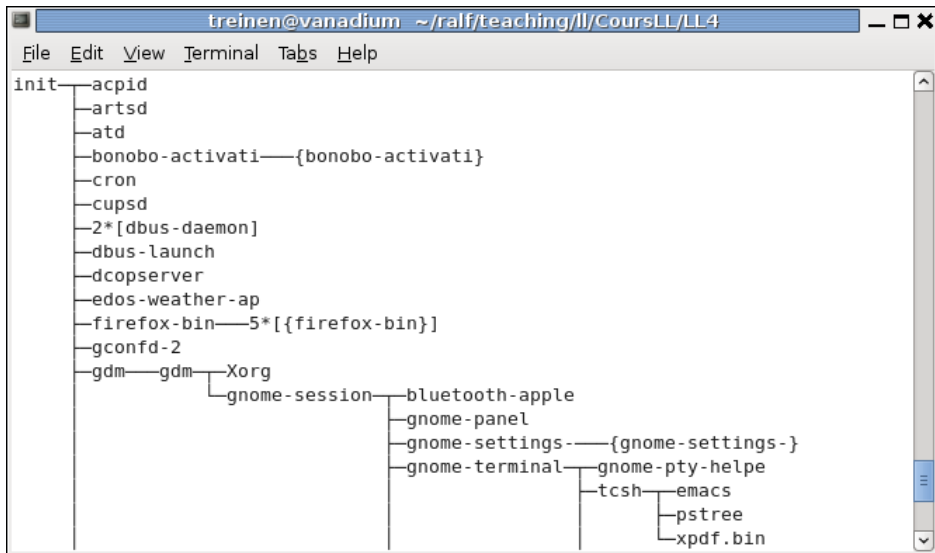 treinen@vanadium ~/ralf/teaching/ll/CoursLL/LL4
File Edit View Terminal Tabs Help
init─┬─acpid
     ├─artsd
     ├─atd
     ├─bonobo-activati───{bonobo-activati}
     ├─cron
     ├─cupsd
     ├─2*[dbus-daemon]
     ├─dbus-launch
     ├─dcopserver
     ├─edos-weather-ap
     ├─firefox-bin───5*[{firefox-bin}]
     ├─gconfd-2
     ├─gdm───gdm─┬─Xorg
     │           └─gnome-session─┬─bluetooth-apple
     │                           ├─gnome-panel
     │                           ├─gnome-settings-───{gnome-settings-}
     │                           ├─gnome-terminal─┬─gnome-pty-helpe
     │                           │                ├─tcsh─┬─emacs
     │                           │                │      ├─pstree
     │                           │                │      └─xpdf.bin